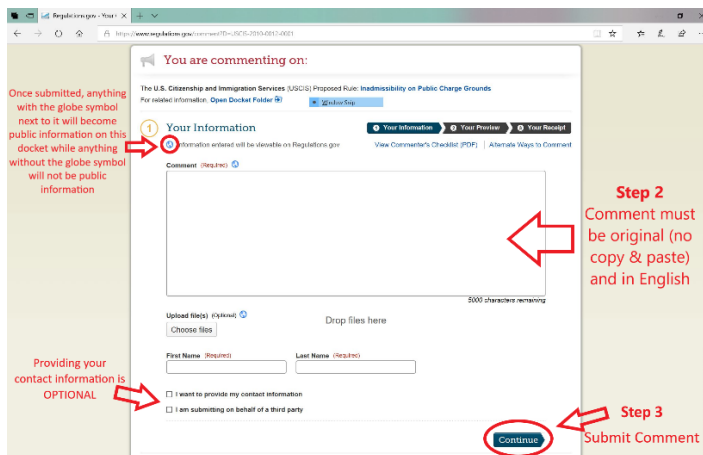 Regulations.gov - Your
https://www.regulations.gov/comment?D=USCIS-2010-0012-0001
You are commenting on:
The U.S. Citizenship and Immigration Services (USCIS) Proposed Rule: Inadmissibility on Public Charge Grounds
For related information, Open Docket Folder
Window Snip
Once submitted, anything
with the globe symbol
next to it will become
public information on this
docket while anything
without the globe symbol
will not be public
information
1 Your Information
1 Your Information 2 Your Preview 3 Your Receipt
Information entered will be viewable on Regulations.gov
View Commenter's Checklist (PDF) | Alternate Ways to Comment
Comment (Required)
Step 2
Comment must
be original (no
copy & paste)
and in English
5000 characters remaining
Upload file(s) (Optional)
Choose files
Drop files here
First Name (Required)
Last Name (Required)
Providing your
contact information is
OPTIONAL
I want to provide my contact information
I am submitting on behalf of a third party
Continue
Step 3
Submit Comment